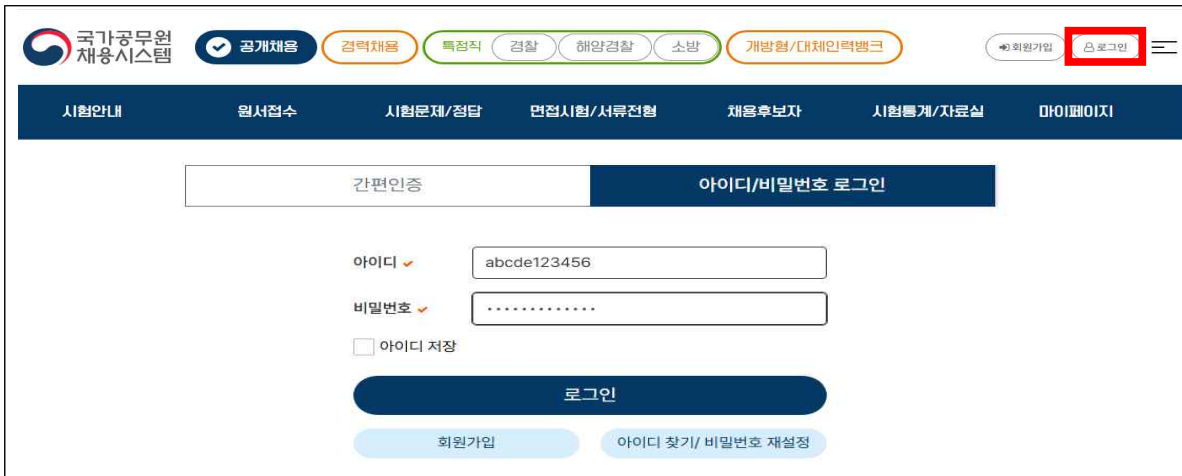 국가공무원
채용시스템
공개채용 경력채용 특정직 경찰 해양경찰 소방 개방형/대체인력뱅크 회원가입 로그인
시험안내 원서접수 시험문제/정답 면접시험/서류전형 채용후보자 시험통계/자료실 마이페이지
간편인증 아이디/비밀번호 로그인
아이디 abcde123456
비밀번호 •••••••••••••
아이디 저장
로그인
회원가입 아이디 찾기/ 비밀번호 재설정